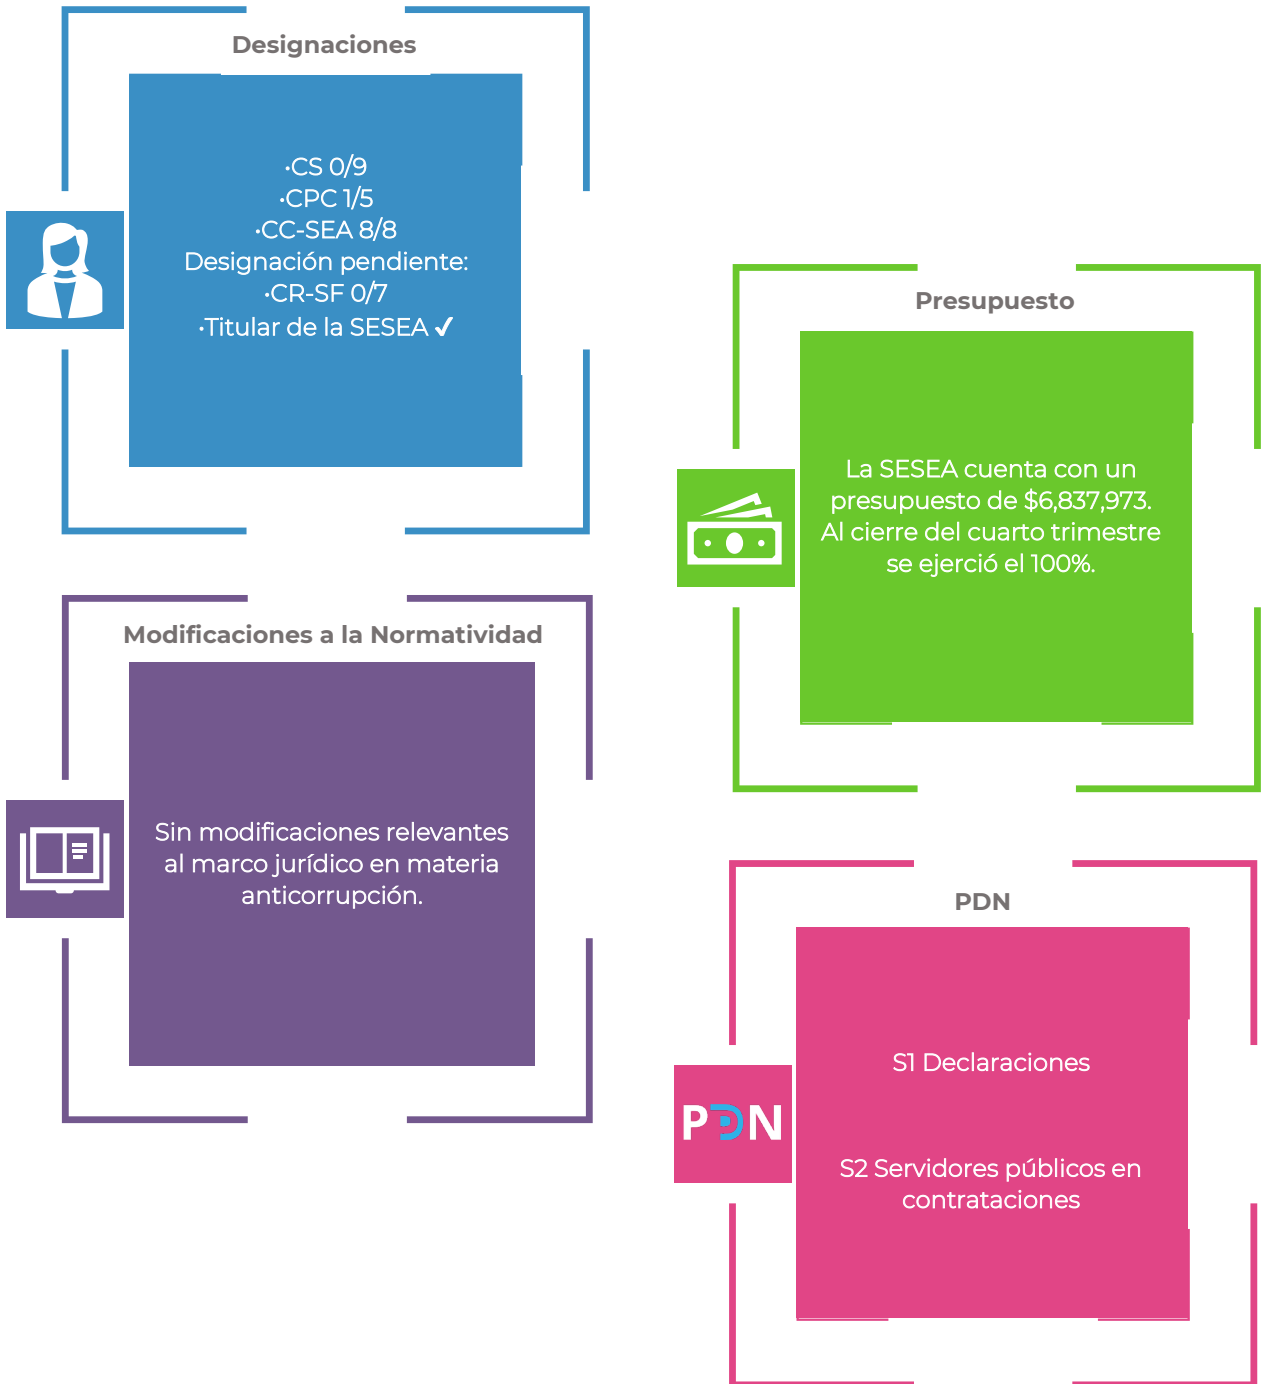 Designaciones
•CS 0/9
•CPC 1/5
•CC-SEA 8/8
Designación pendiente:
•CR-SF 0/7
•Titular de la SESEA ✔
Presupuesto
La SESEA cuenta con un
presupuesto de $6,837,973.
Al cierre del cuarto trimestre
se ejerció el 100%.
Modificaciones a la Normatividad
Sin modificaciones relevantes
al marco jurídico en materia
anticorrupción.
PDN
PDN
S1 Declaraciones
S2 Servidores públicos en
contrataciones